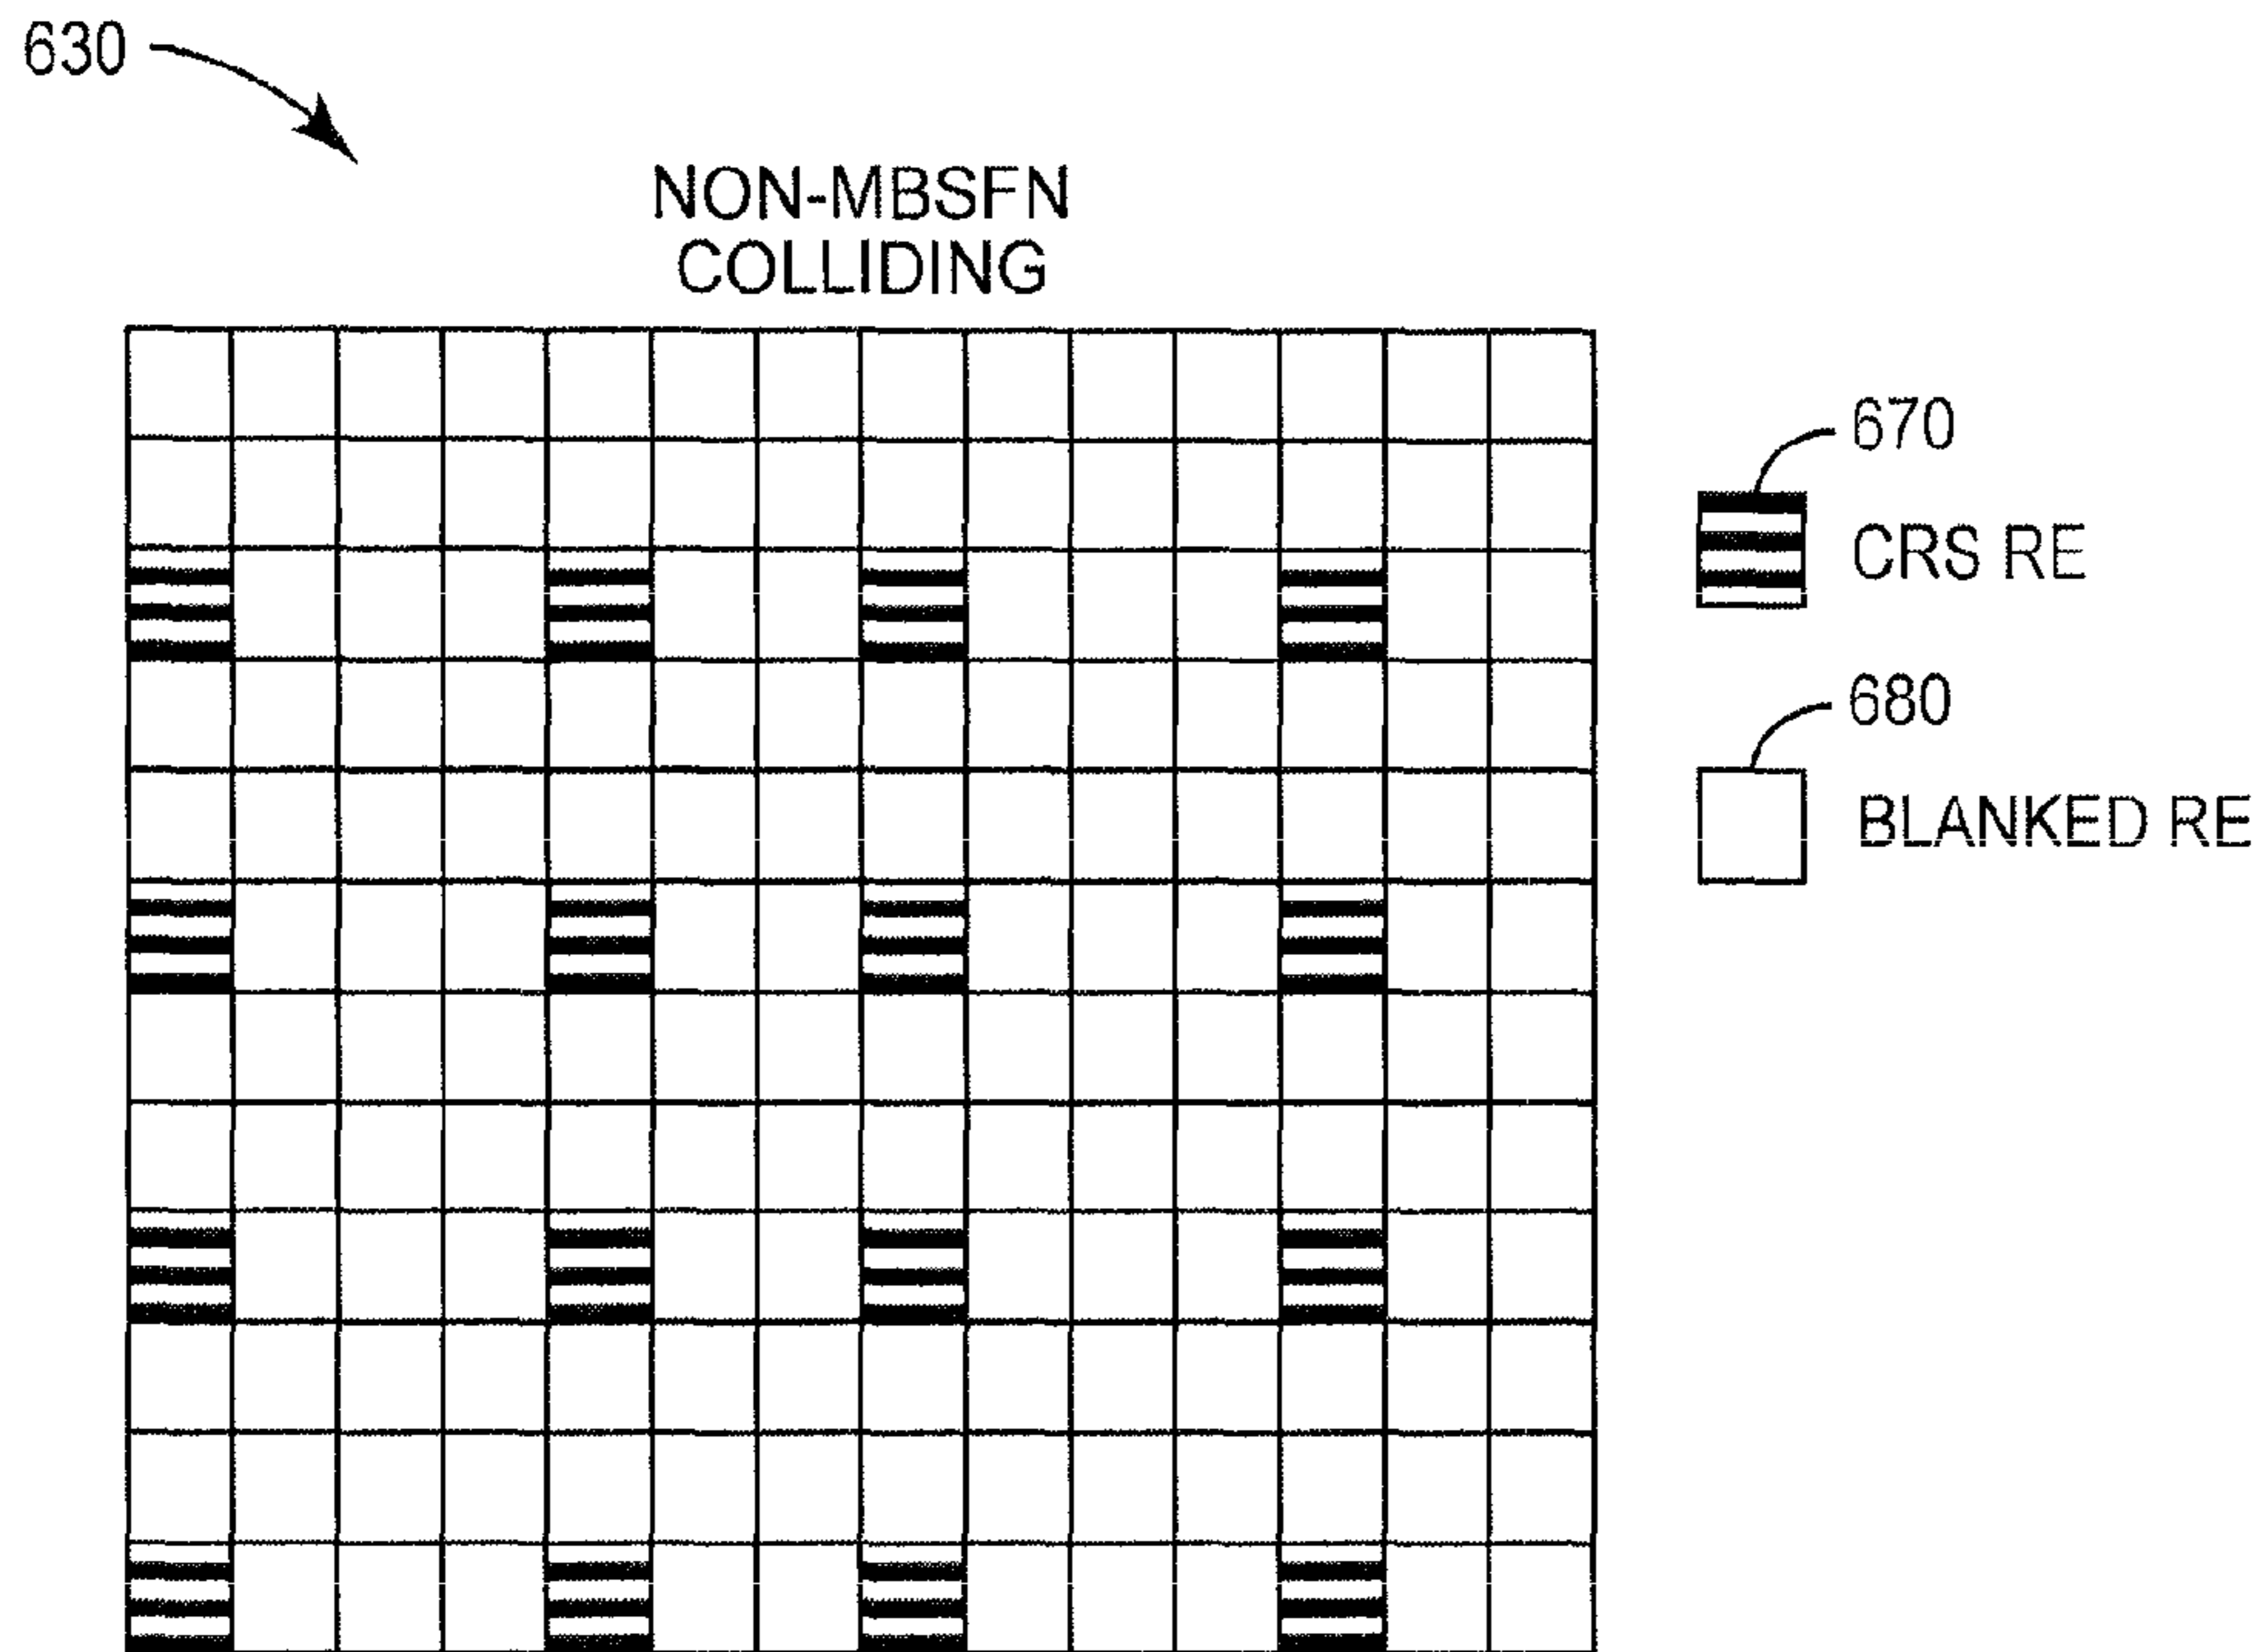 630
NON-MBSFN
COLLIDING
670
CRS RE
680
BLANKED RE